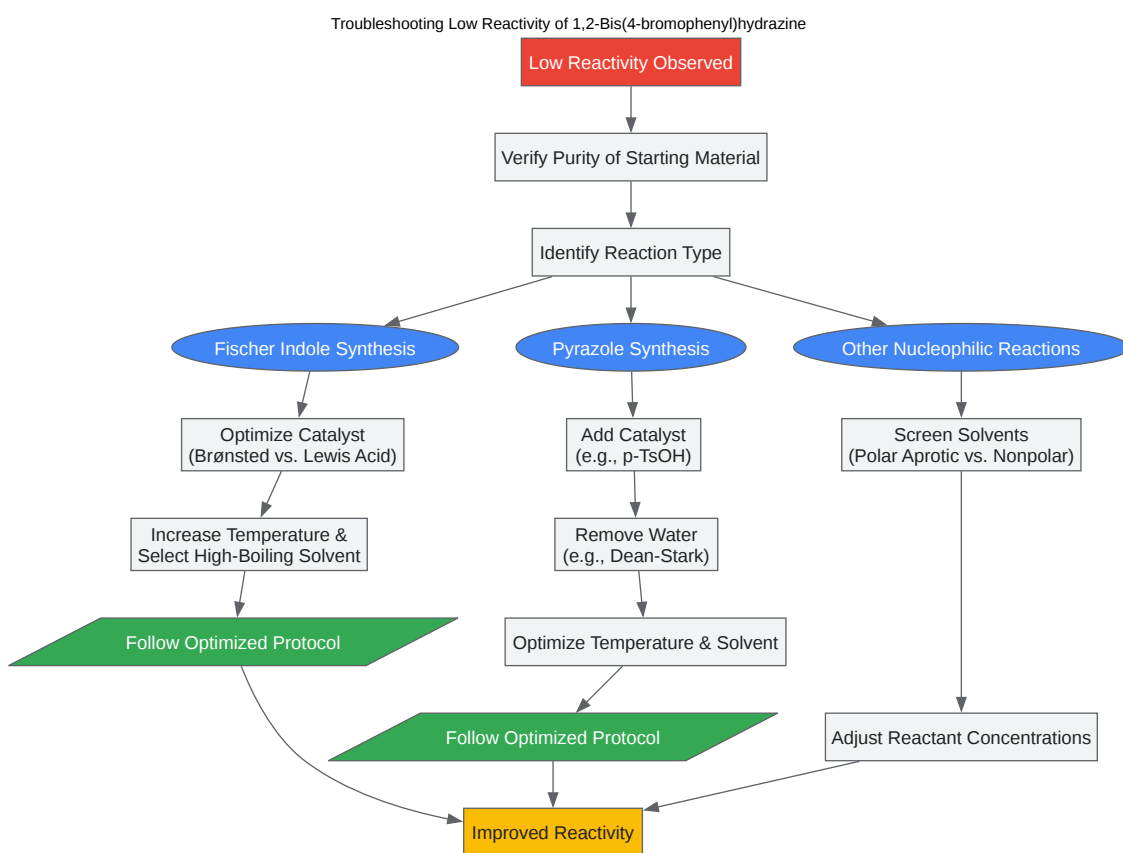 Troubleshooting Low Reactivity of 1,2-Bis(4-bromophenyl)hydrazine
Low Reactivity Observed
Verify Purity of Starting Material
Identify Reaction Type
Fischer Indole Synthesis
Pyrazole Synthesis
Other Nucleophilic Reactions
Optimize Catalyst
(Brønsted vs. Lewis Acid)
Add Catalyst
(e.g., p-TsOH)
Screen Solvents
(Polar Aprotic vs. Nonpolar)
Increase Temperature &
Select High-Boiling Solvent
Remove Water
(e.g., Dean-Stark)
Follow Optimized Protocol
Optimize Temperature & Solvent
Follow Optimized Protocol
Adjust Reactant Concentrations
Improved Reactivity